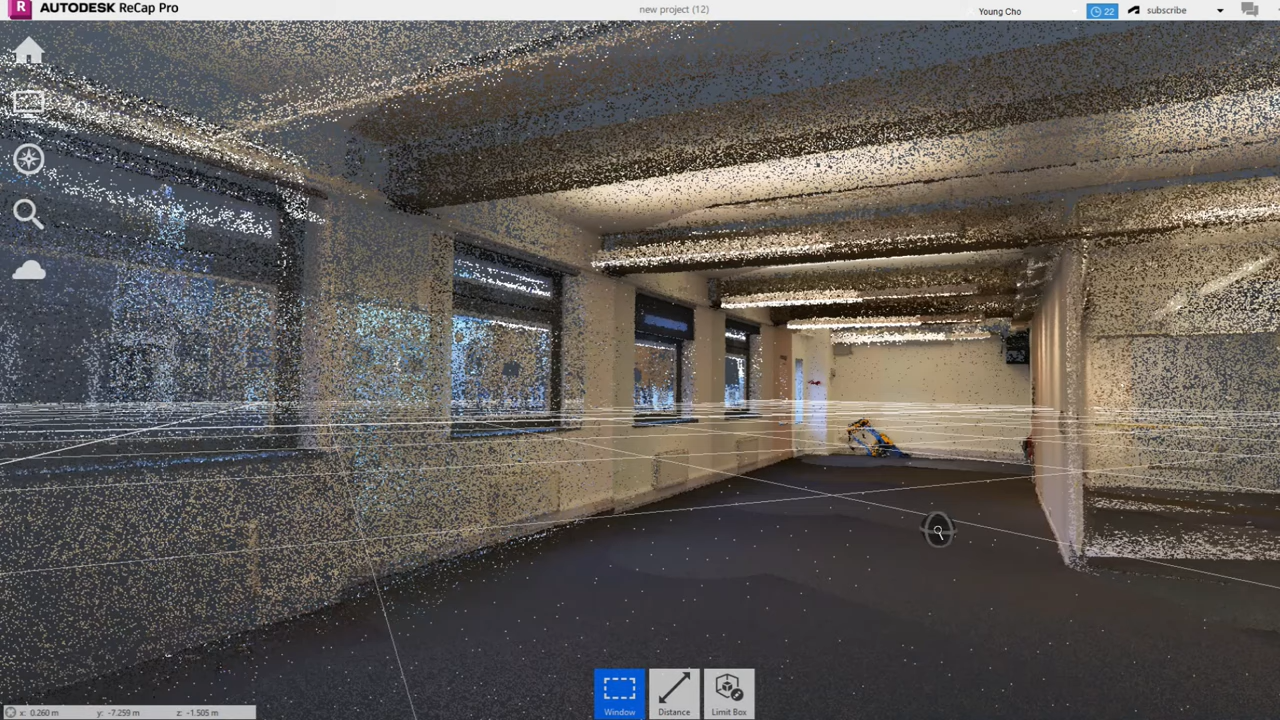 R AUTODESK ReCap Pro
new project (12)
Young Cho
22
subscribe
Window
Distance
Limit Box
x: 0.260 m y: -7.259 m z: -1.505 m